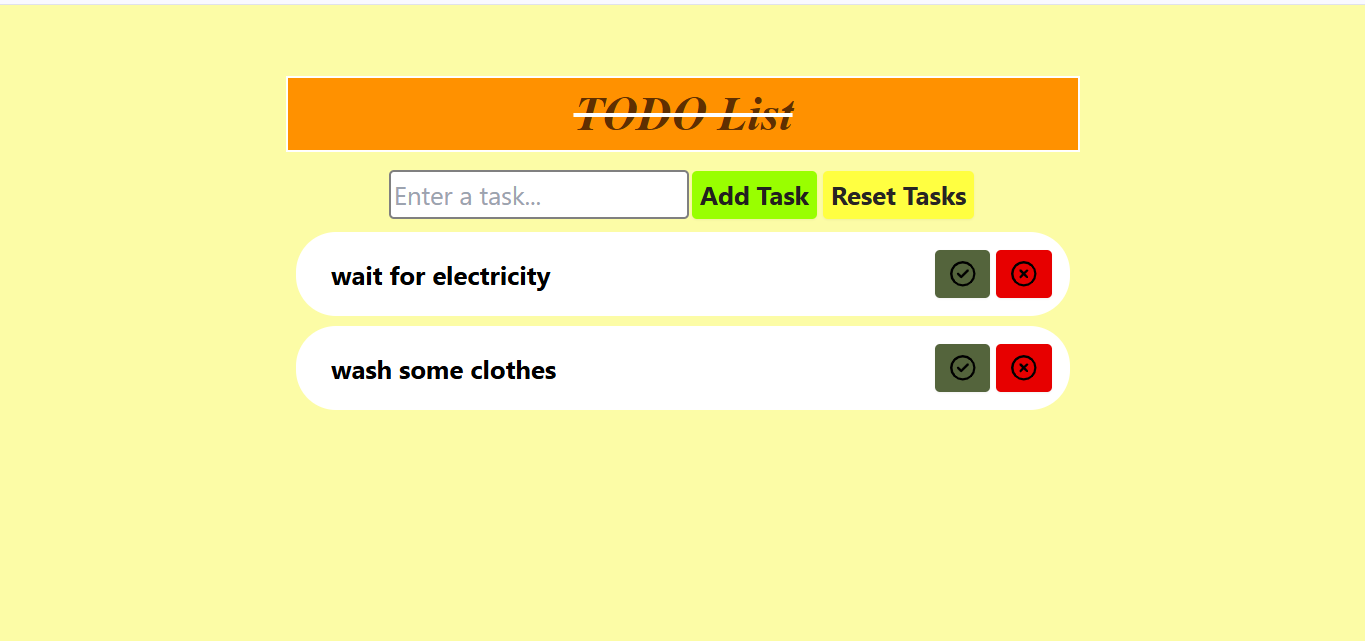 TODO List
Enter a task...
Add Task
Reset Tasks
wait for electricity
wash some clothes